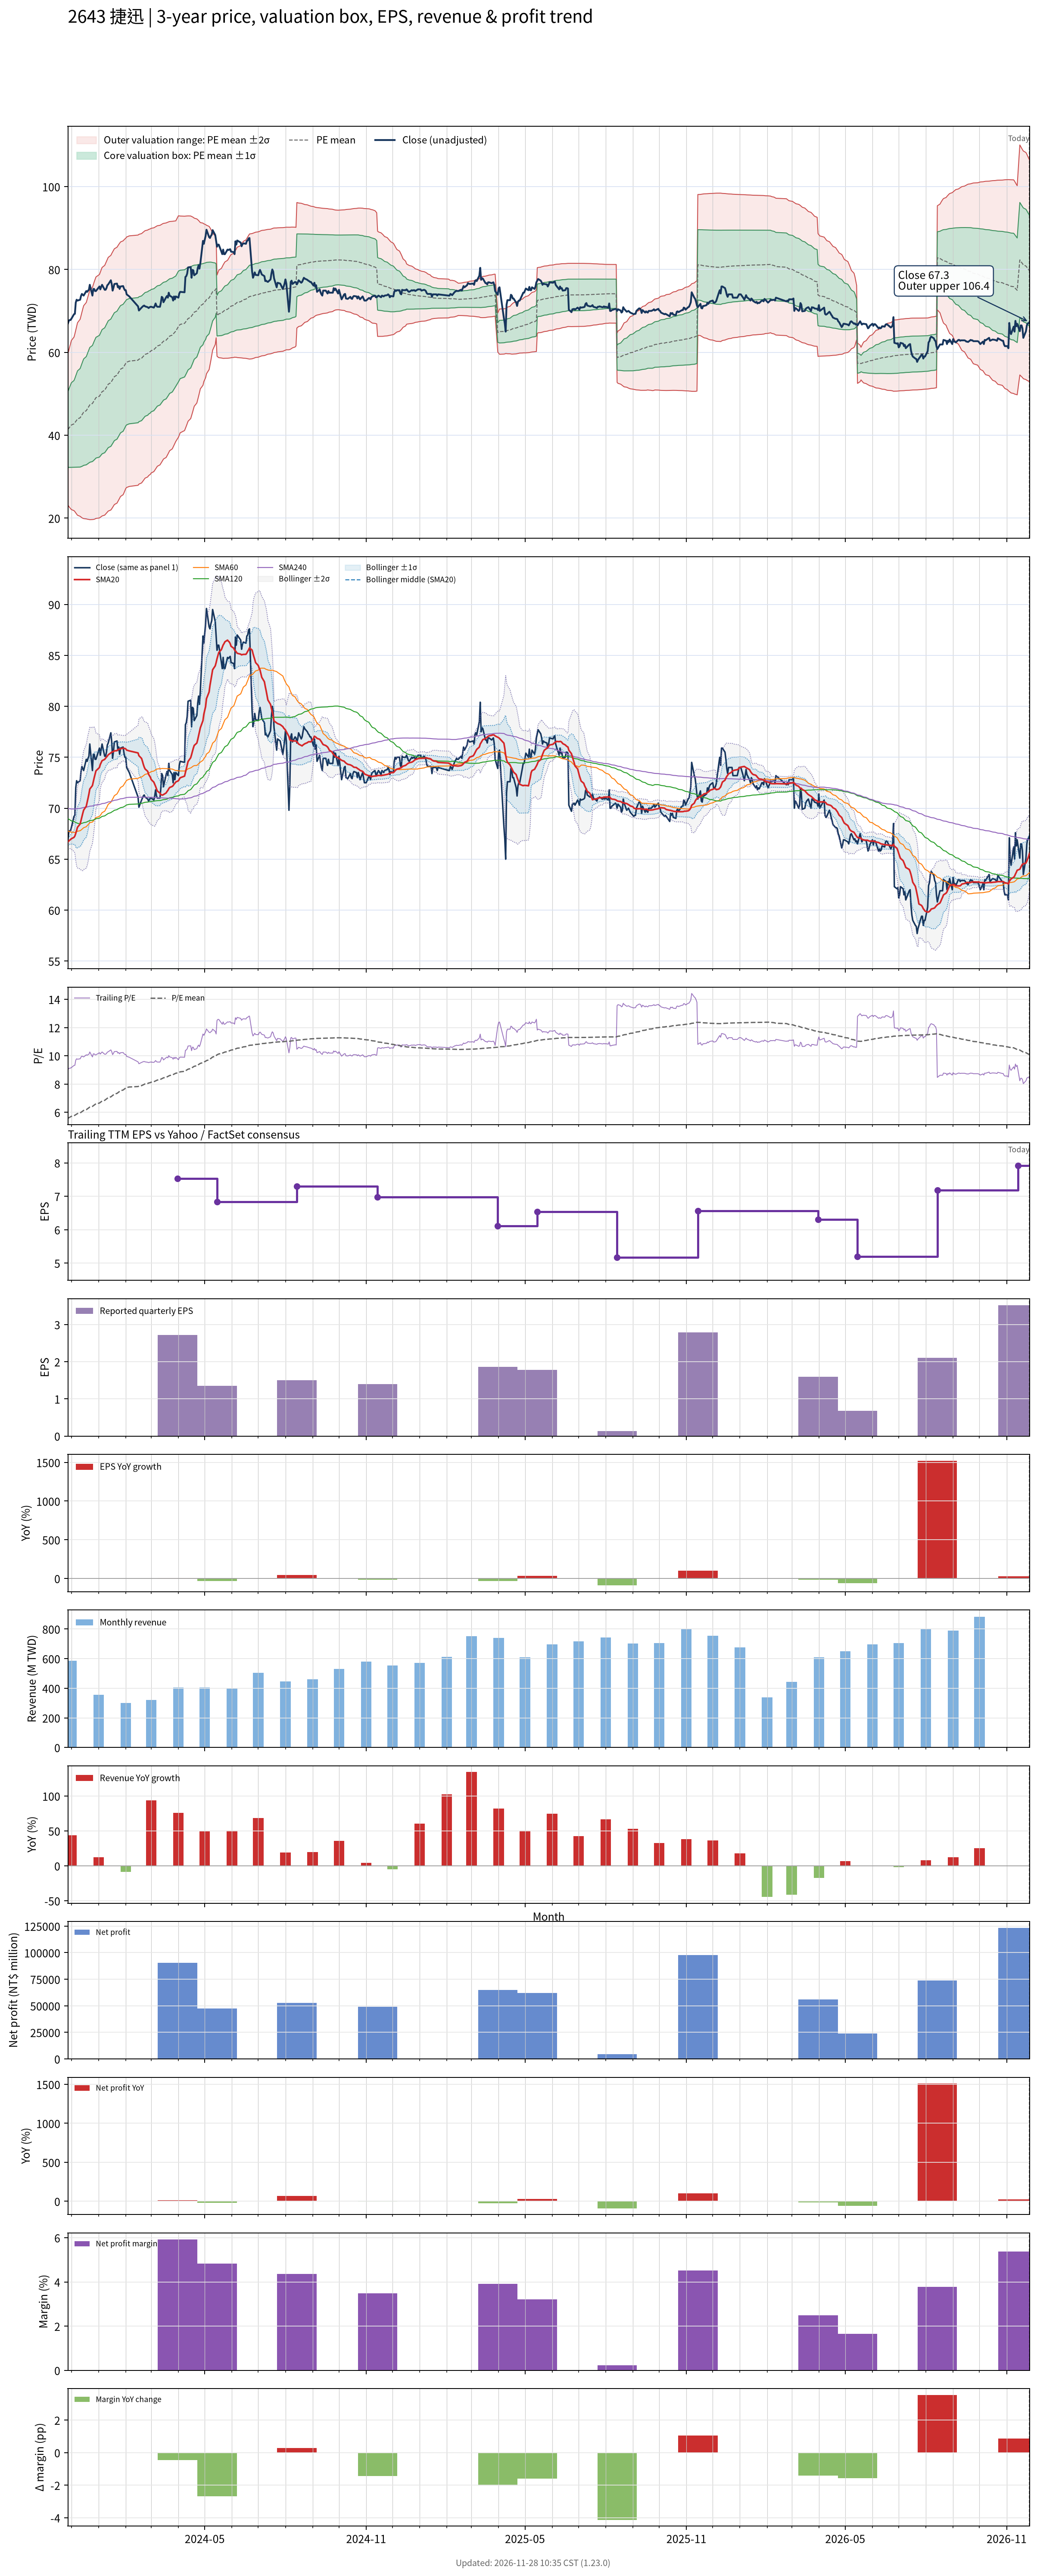 2643 捷迅 | 3-year price, valuation box, EPS, revenue & profit trend
Outer valuation range: PE mean ±2σ
Core valuation box: PE mean ±1σ
PE mean
Close (unadjusted)
Today
Close 67.3
Outer upper 106.4
Price (TWD)
100
80
60
40
20
Close (same as panel 1)
SMA20
SMA60
SMA120
SMA240
Bollinger ±2σ
Bollinger ±1σ
Bollinger middle (SMA20)
Price
90
85
80
75
70
65
60
55
Trailing P/E
P/E mean
P/E
14
12
10
8
6
Trailing TTM EPS vs Yahoo / FactSet consensus
Today
EPS
8
7
6
5
Reported quarterly EPS
EPS
3
2
1
0
EPS YoY growth
YoY (%)
1500
1000
500
0
Monthly revenue
Revenue (M TWD)
800
600
400
200
0
Revenue YoY growth
YoY (%)
100
50
0
-50
Month
Net profit
Net profit (NT$ million)
125000
100000
75000
50000
25000
0
Net profit YoY
YoY (%)
1500
1000
500
0
Net profit margin
Margin (%)
6
4
2
0
Margin YoY change
Δ margin (pp)
2
0
-2
-4
2024-05
2024-11
2025-05
2025-11
2026-05
2026-11
Updated: 2026-11-28 10:35 CST (1.23.0)